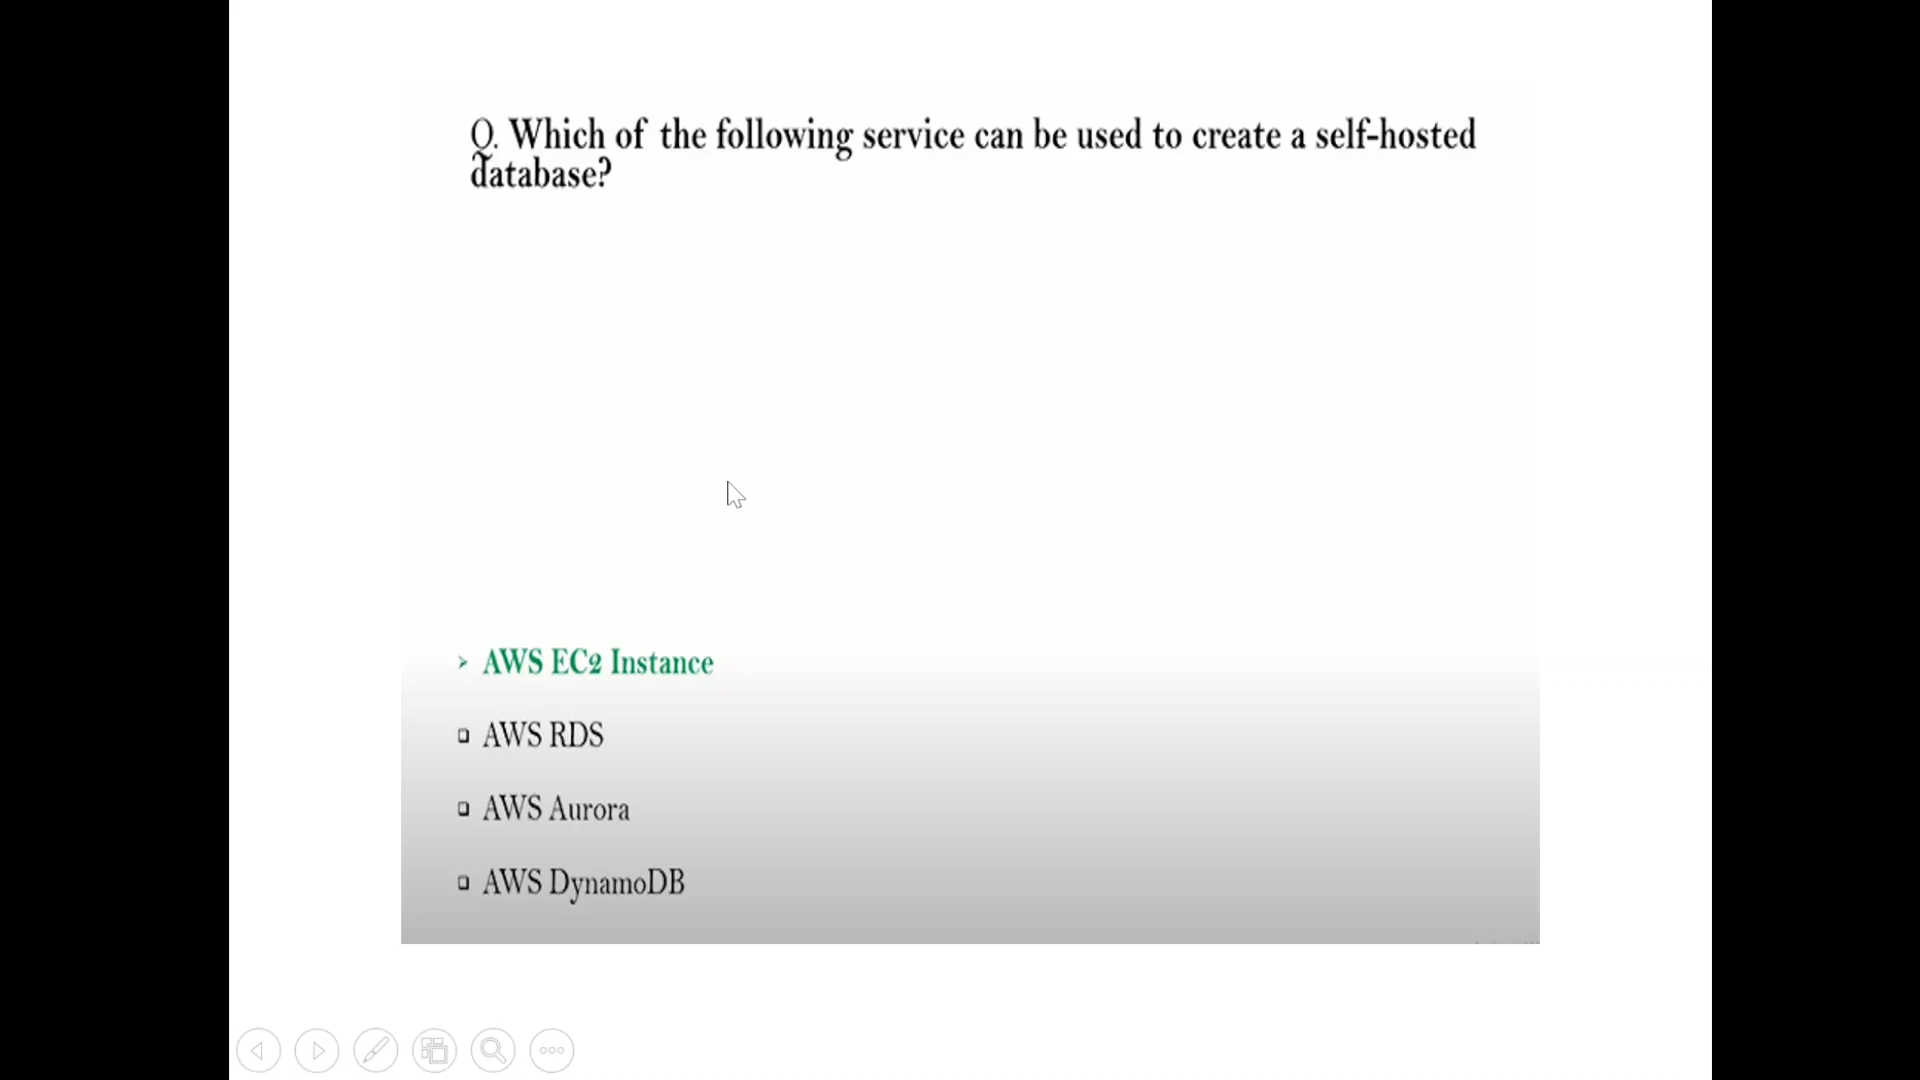 Q. Which of the following service can be used to create a self-hosted
database?
AWS EC2 Instance
AWS RDS
AWS Aurora
AWS DynamoDB